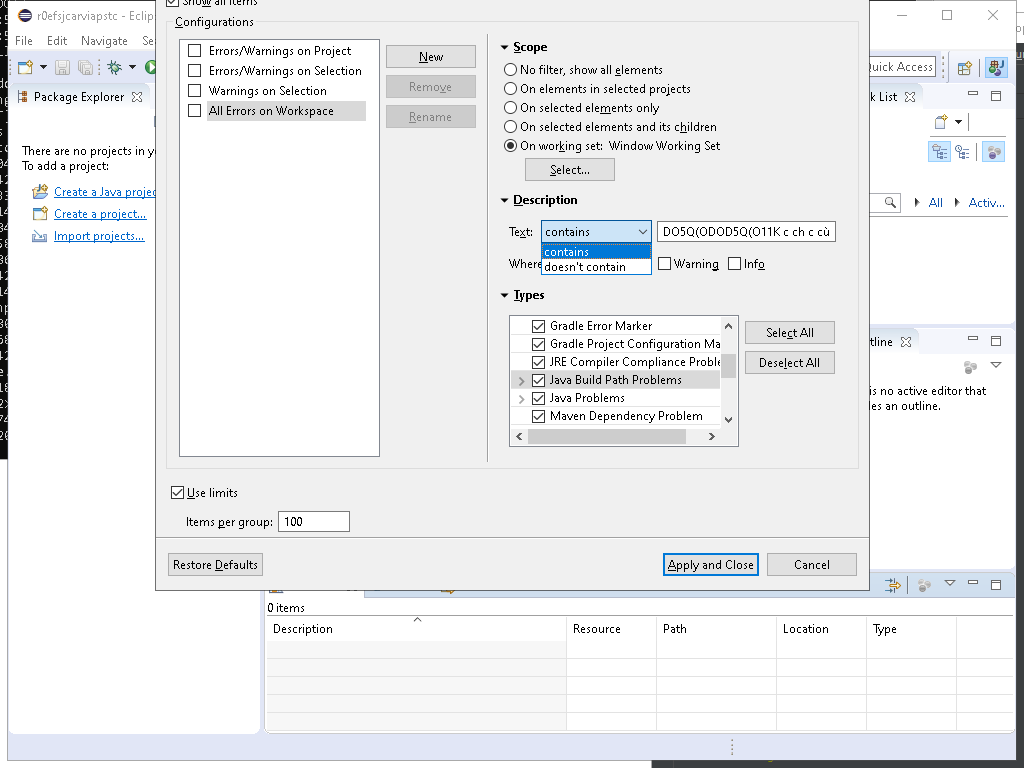 r0efsjcarviapstc - Eclip
File Edit Navigate Se
Quick Access
Package Explorer
There are no projects in y
To add a project:
Create a Java projec
Create a project...
Import projects...
Show all items
Configurations
Errors/Warnings on Project
Errors/Warnings on Selection
Warnings on Selection
All Errors on Workspace
New
Remove
Rename
Scope
No filter, show all elements
On elements in selected projects
On selected elements only
On selected elements and its children
On working set: Window Working Set
Select...
Description
Text: contains DO5Q(ODOD5Q(O11K c ch c cù
contains
doesn't contain
Where
Warning Info
Types
Gradle Error Marker
Gradle Project Configuration Ma
JRE Compiler Compliance Proble
Java Build Path Problems
Java Problems
Maven Dependency Problem
Select All
Deselect All
Use limits
Items per group: 100
Restore Defaults
Apply and Close Cancel
k List
All Activ...
tline
is no active editor that
les an outline.
0 items
Description Resource Path Location Type